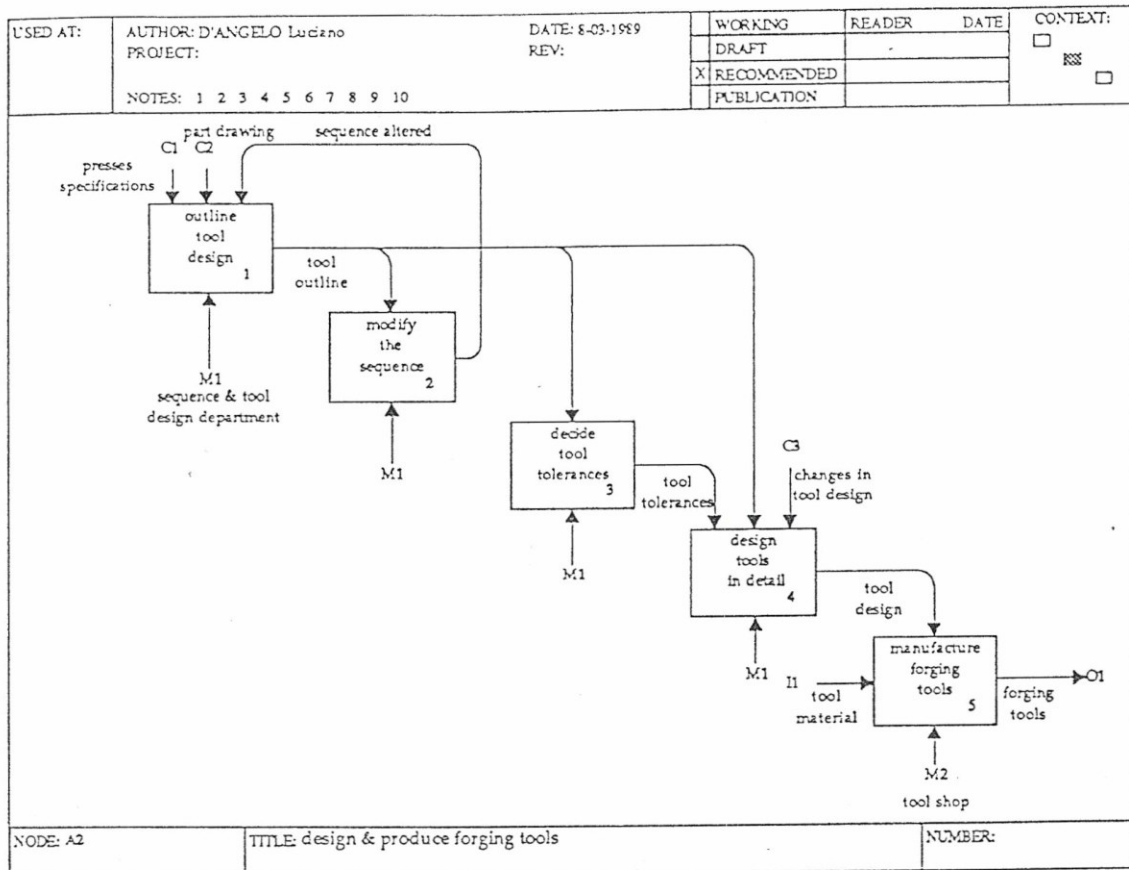 USED AT:
AUTHOR: D'ANGELO Luciano
DATE: 8-03-1989
PROJECT:
REV:
NOTES: 1 2 3 4 5 6 7 8 9 10
WORKING
DRAFT
X RECOMMENDED
PUBLICATION
READER DATE
CONTEXT:
part drawing
sequence altered
C1 C2
presses
specifications
outline
tool
design
1
tool
outline
M1
sequence & tool
design department
modify
the
sequence
2
M1
decide
tool
tolerances
3
M1
tool
tolerances
C3
changes in
tool design
design
tools
in detail
4
M1
tool
design
I1
tool
material
manufacture
forging
tools
5
O1
forging
tools
M2
tool shop
NODE: A2
TITLE: design & produce forging tools
NUMBER: